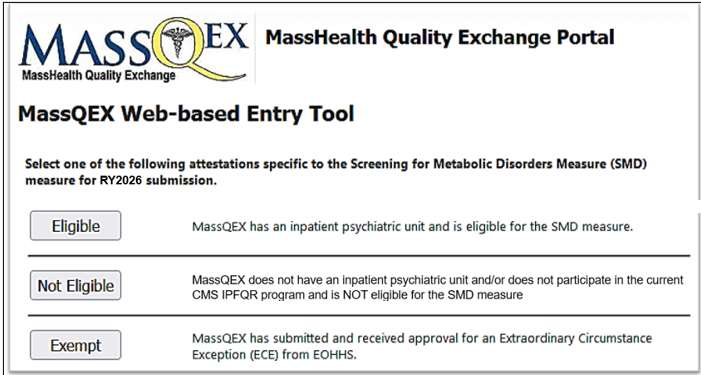 MASSQEX
MassHealth Quality Exchange
MassHealth Quality Exchange Portal
MassQEX Web-based Entry Tool
Select one of the following attestations specific to the Screening for Metabolic Disorders Measure (SMD)
measure for RY2026 submission.
Eligible
MassQEX has an inpatient psychiatric unit and is eligible for the SMD measure.
Not Eligible
MassQEX does not have an inpatient psychiatric unit and/or does not participate in the current
CMS IPFQR program and is NOT eligible for the SMD measure
Exempt
MassQEX has submitted and received approval for an Extraordinary Circumstance
Exception (ECE) from EOHHS.